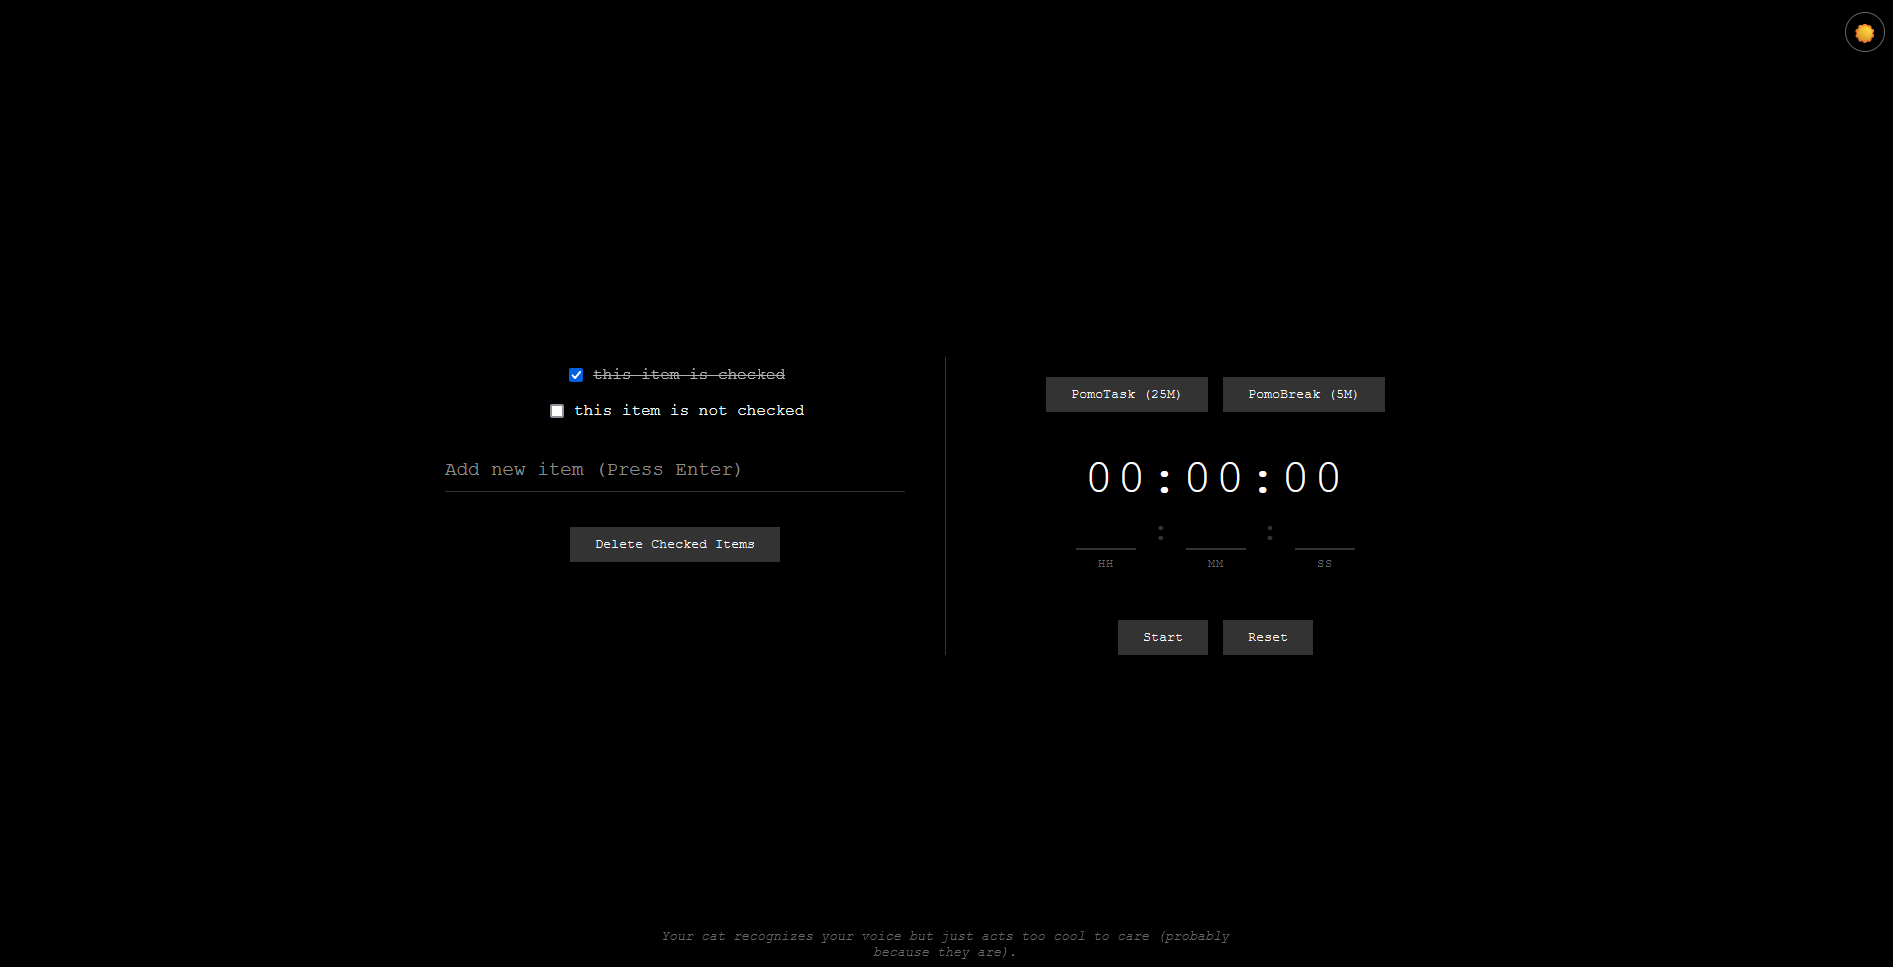 this item is checked
this item is not checked
Add new item (Press Enter)
Delete Checked Items
PomoTask (25M)
PomoBreak (5M)
00:00:00
: :
HH
MM
SS
Start
Reset
Your cat recognizes your voice but just acts too cool to care (probably
because they are).